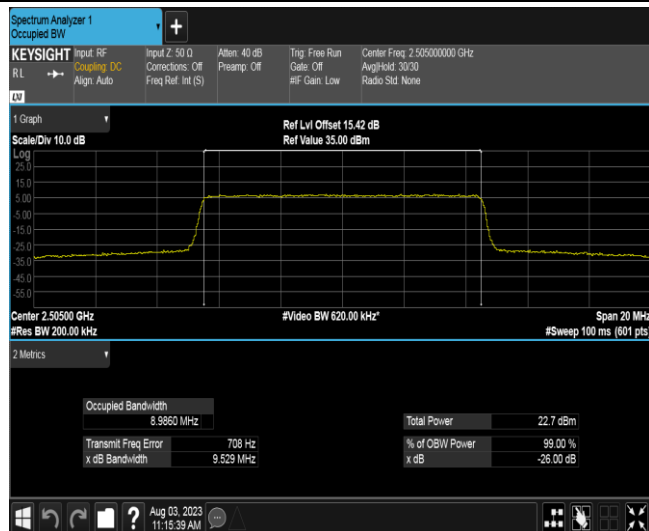 Spectrum Analyzer 1
Occupied BW
+
KEYSIGHT
RL
Input: RF
Coupling: DC
Align: Auto
Input Z: 50 Ω
Corrections: Off
Freq Ref: Int (S)
Atten: 40 dB
Preamp: Off
Trig: Free Run
Gate: Off
#IF Gain: Low
Center Freq: 2.505000000 GHz
Avg|Hold: 30/30
Radio Std: None
LXI
1 Graph
Scale/Div 10.0 dB
Ref Lvl Offset 15.42 dB
Ref Value 35.00 dBm
Log
25.0
15.0
5.00
-5.00
-15.0
-25.0
-35.0
-45.0
-55.0
Center 2.50500 GHz
#Res BW 200.00 kHz
#Video BW 620.00 kHz*
Span 20 MHz
#Sweep 100 ms (601 pts)
2 Metrics
Occupied Bandwidth
8.9860 MHz
Total Power 22.7 dBm
Transmit Freq Error 708 Hz
% of OBW Power 99.00 %
x dB Bandwidth 9.529 MHz
x dB -26.00 dB
?
Aug 03, 2023
11:15:39 AM